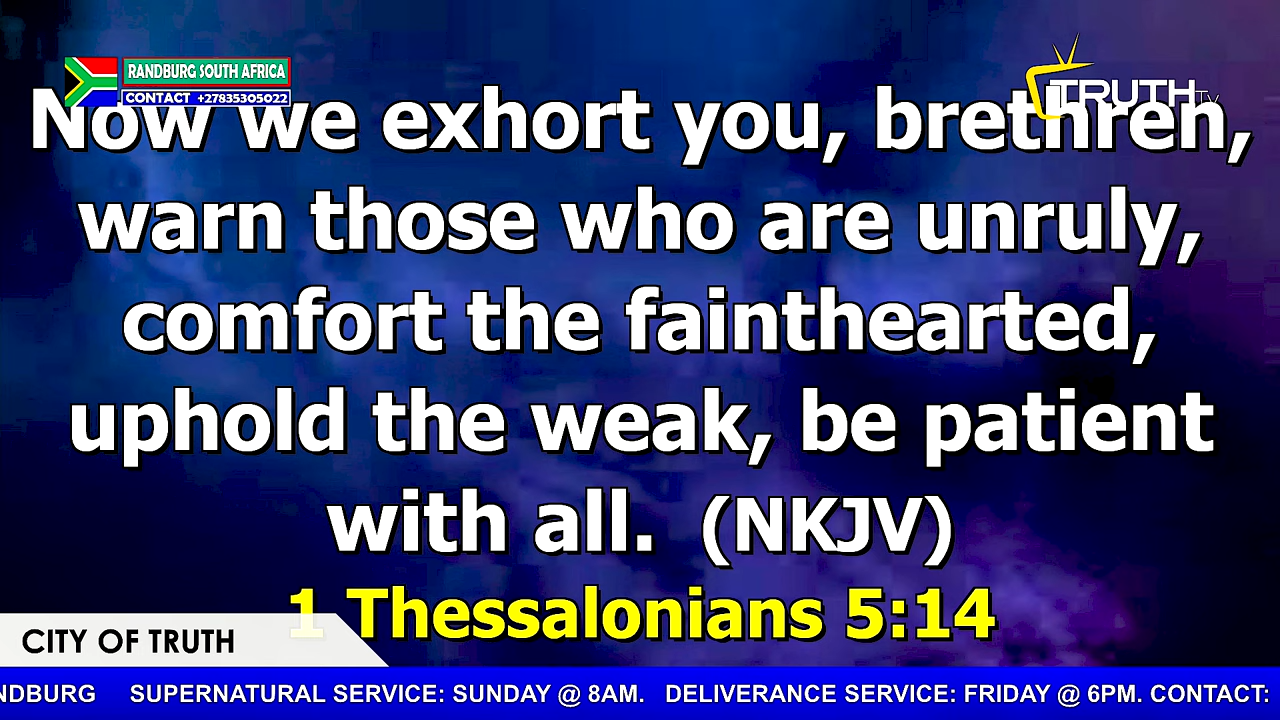 RANDBURG SOUTH AFRICA
CONTACT +27835305022
TRUTH TV
Now we exhort you, brethren,
warn those who are unruly,
comfort the fainthearted,
uphold the weak, be patient
with all. (NKJV)
1 Thessalonians 5:14
CITY OF TRUTH
NDBURG SUPERNATURAL SERVICE: SUNDAY @ 8AM. DELIVERANCE SERVICE: FRIDAY @ 6PM. CONTACT: